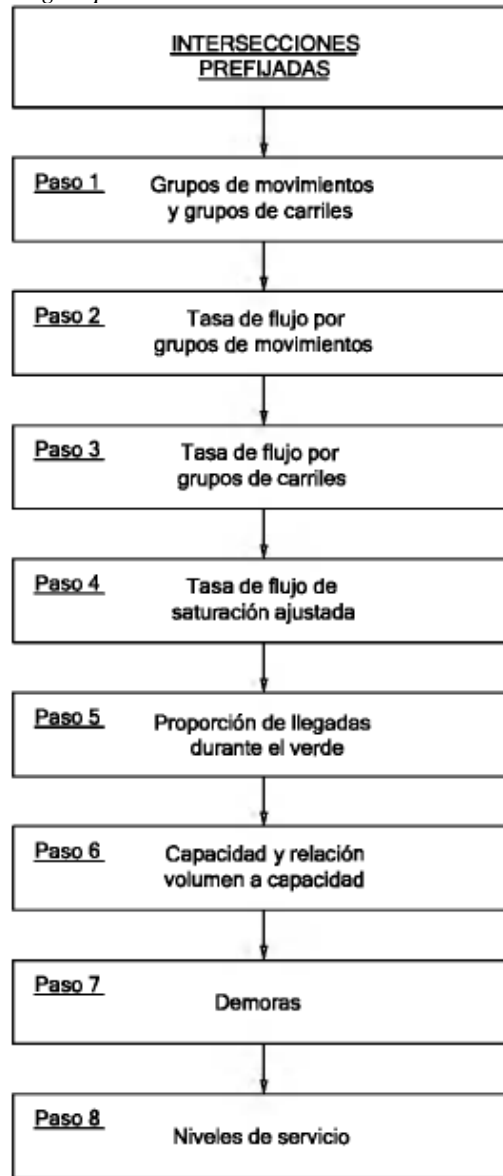 INTERSECCIONES
PREFIJADAS
Paso 1
Grupos de movimientos
y grupos de carriles
Paso 2
Tasa de flujo por
grupos de movimientos
Paso 3
Tasa de flujo por
grupos de carriles
Paso 4
Tasa de flujo de
saturación ajustada
Paso 5
Proporción de llegadas
durante el verde
Paso 6
Capacidad y relación
volumen a capacidad
Paso 7
Demoras
Paso 8
Niveles de servicio